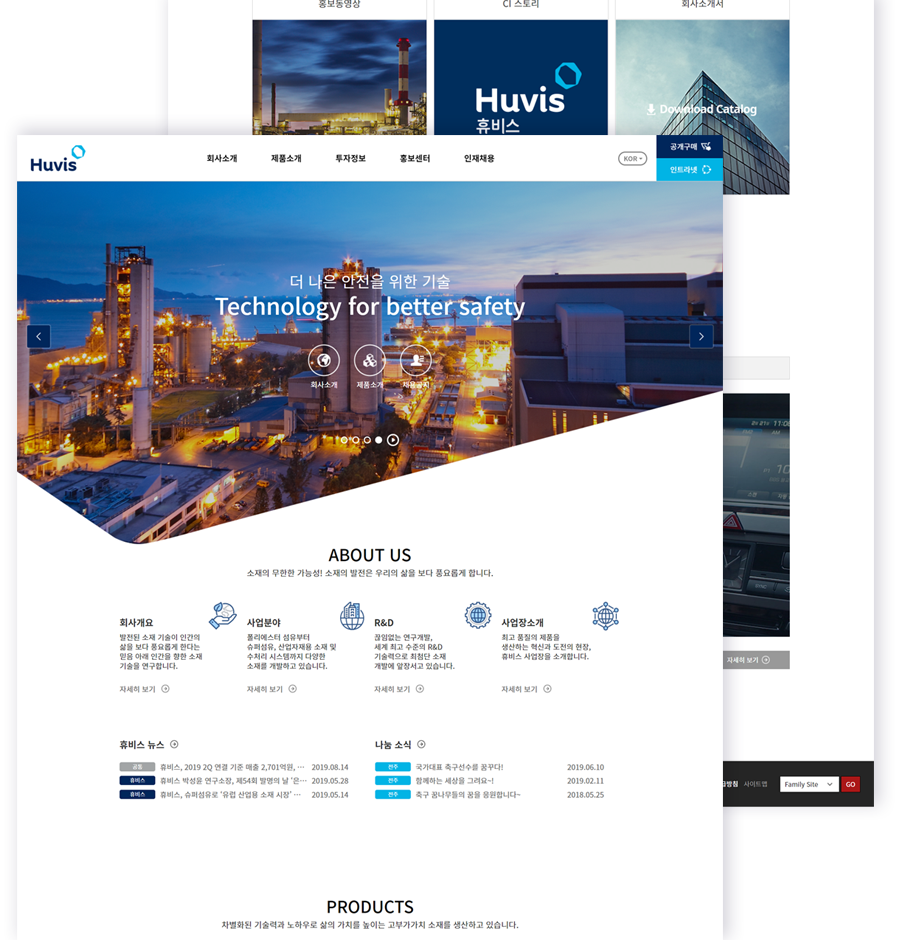 홍보동영상
CI 스토리
회사소개서
Huvis
휴비스
Download Catalog
Huvis
회사소개
제품소개
투자정보
홍보센터
인재채용
KOR
공개구매
인트라넷
더 나은 안전을 위한 기술
Technology for better safety
회사소개
제품소개
채용공지
ABOUT US
소재의 무한한 가능성! 소재의 발전은 우리의 삶을 보다 풍요롭게 합니다.
회사개요
발전된 소재 기술이 인간의
삶을 보다 풍요롭게 한다는
믿음 아래 인간을 향한 소재
기술을 연구합니다.
자세히 보기
사업분야
폴리에스터 섬유부터
슈퍼섬유, 산업자재용 소재 및
수처리 시스템까지 다양한
소재를 개발하고 있습니다.
자세히 보기
R&D
끊임없는 연구개발,
세계 최고 수준의 R&D
기술력으로 최첨단 소재
개발에 앞장서고 있습니다.
자세히 보기
사업장소개
최고 품질의 제품을
생산하는 혁신과 도전의 현장,
휴비스 사업장을 소개합니다.
자세히 보기
휴비스 뉴스
공통 휴비스, 2019 2Q 연결 기준 매출 2,701억원, ··· 2019.08.14
휴비스 휴비스 박성윤 연구소장, 제54회 발명의 날 '은··· 2019.05.28
휴비스 휴비스, 슈퍼섬유로 '유럽 산업용 소재 시장' ··· 2019.05.14
나눔 소식
전주 국가대표 축구선수를 꿈꾸다! 2019.06.10
전주 함께하는 세상을 그려요~! 2019.02.11
전주 축구 꿈나무들의 꿈을 응원합니다~ 2018.05.25
자세히 보기
사이트맵
Family Site
GO
PRODUCTS
차별화된 기술력과 노하우로 삶의 가치를 높이는 고부가가치 소재를 생산하고 있습니다.